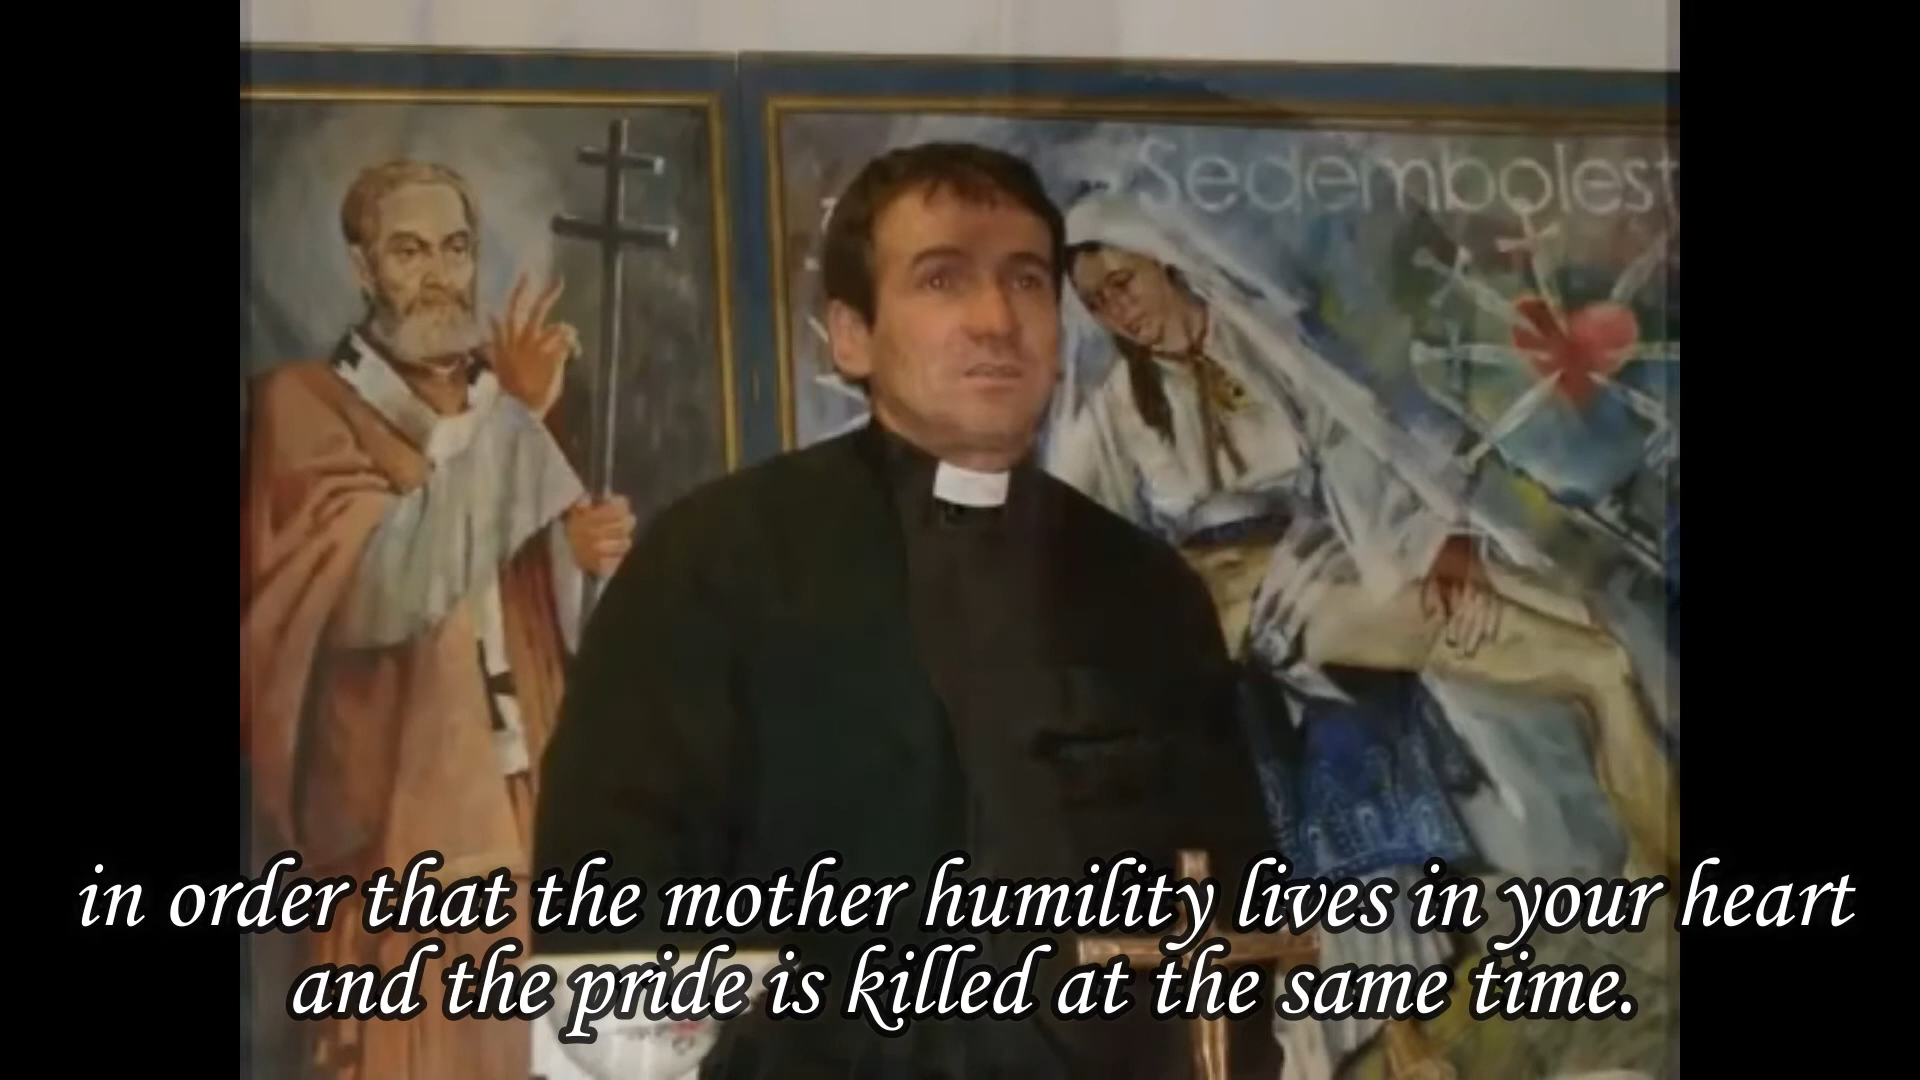 Sedembolest
in order that the mother humility lives in your heart
and the pride is killed at the same time.